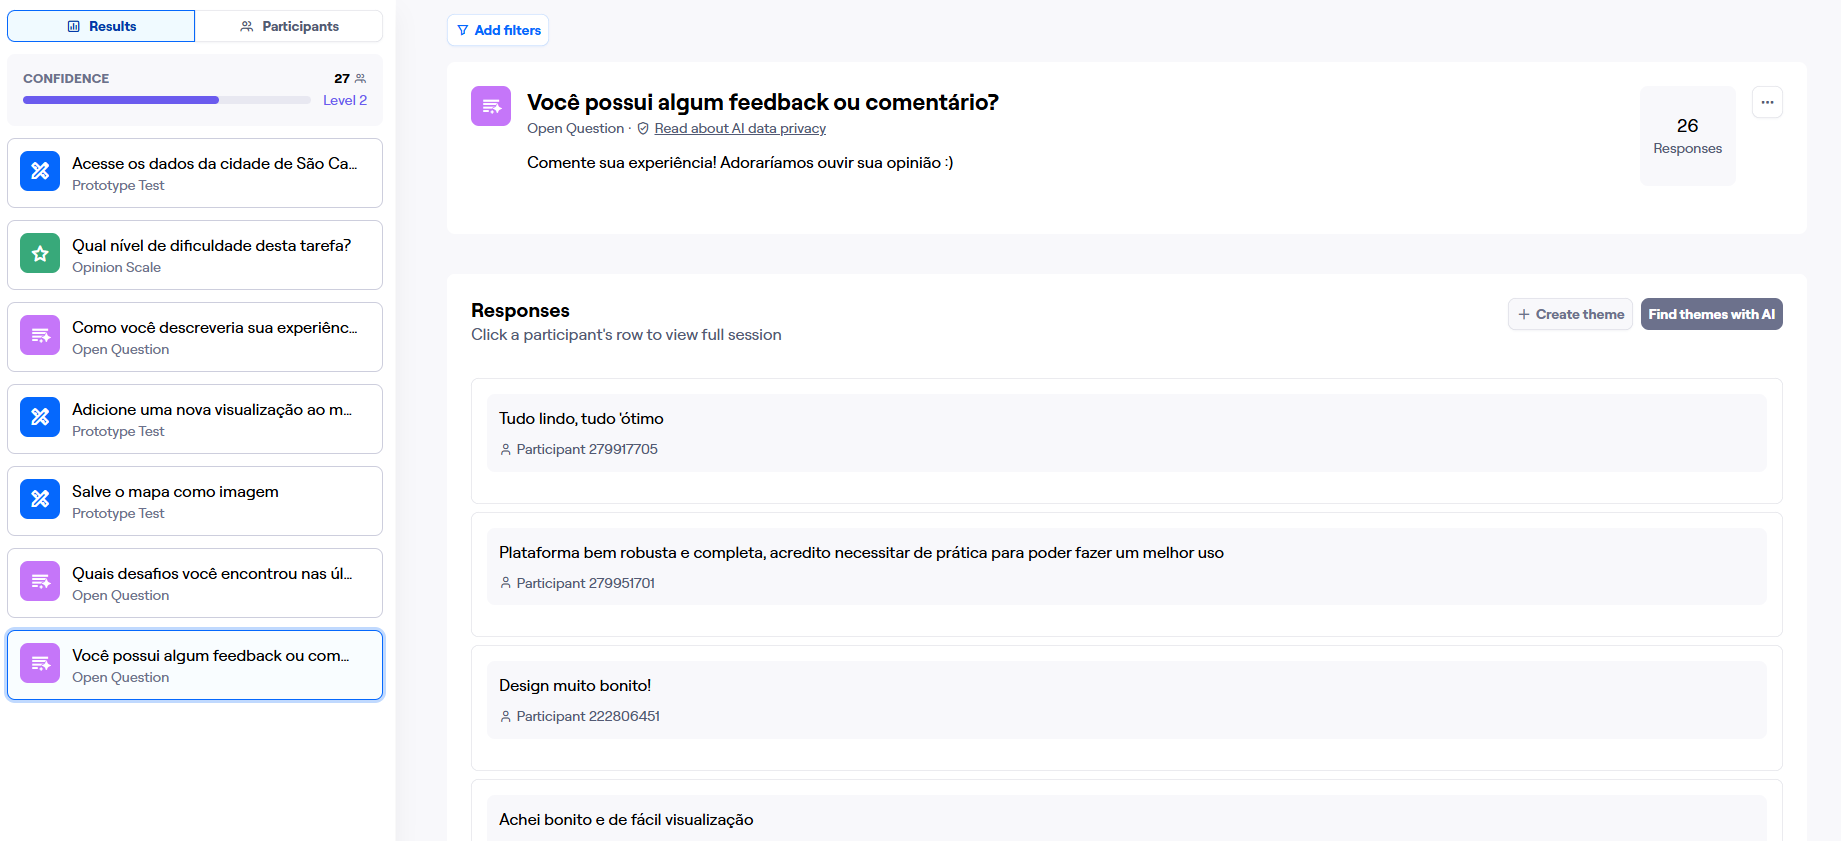 Results
Participants
CONFIDENCE
27
Level 2
Acesse os dados da cidade de São Ca...
Prototype Test
Qual nível de dificuldade desta tarefa?
Opinion Scale
Como você descreveria sua experiênc...
Open Question
Adicione uma nova visualização ao m...
Prototype Test
Salve o mapa como imagem
Prototype Test
Quais desafios você encontrou nas úl...
Open Question
Você possui algum feedback ou com...
Open Question
Add filters
Você possui algum feedback ou comentário?
Open Question · Read about AI data privacy
Comente sua experiência! Adoraríamos ouvir sua opinião :)
26
Responses
Responses
Click a participant's row to view full session
+ Create theme
Find themes with AI
Tudo lindo, tudo 'ótimo
Participant 279917705
Plataforma bem robusta e completa, acredito necessitar de prática para poder fazer um melhor uso
Participant 279951701
Design muito bonito!
Participant 222806451
Achei bonito e de fácil visualização